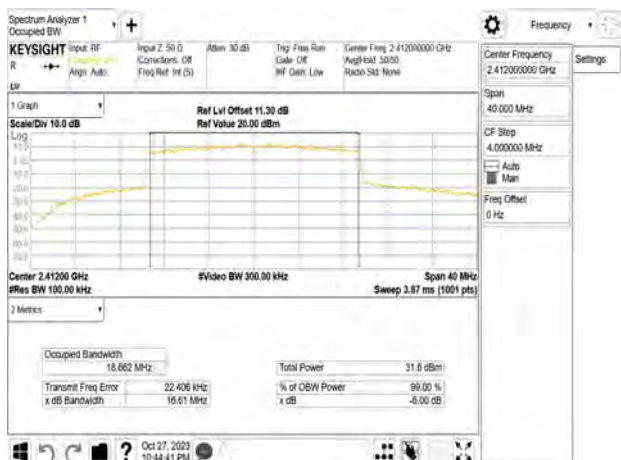 Spectrum Analyzer 1
Occupied BW
Frequency
KEYSIGHT Input: RF
R
Align: Auto
Input Z: 50 Ω
Corrections: Off
Freq Ref: Int (S)
Atten: 30 dB
Trig: Free Run
Gate: Off
#IF Gain: Low
Center Freq: 2.412000000 GHz
Avg|Hold: 50/50
Radio Std: None
Center Frequency
2.412000000 GHz
Settings
Span
40.000 MHz
CF Step
4.000000 MHz
Auto
Man
Freq Offset
0 Hz
1 Graph
Scale/Div 10.0 dB
Ref Lvl Offset 11.30 dB
Ref Value 20.00 dBm
Log
Center 2.41200 GHz
#Res BW 100.00 kHz
#Video BW 300.00 kHz
Span 40 MHz
Sweep 3.87 ms (1001 pts)
2 Metrics
Occupied Bandwidth
18.662 MHz
Total Power 31.6 dBm
Transmit Freq Error 22.406 kHz
% of OBW Power 99.00 %
x dB Bandwidth 16.61 MHz
x dB -6.00 dB
Oct 27, 2023
10:44:41 PM